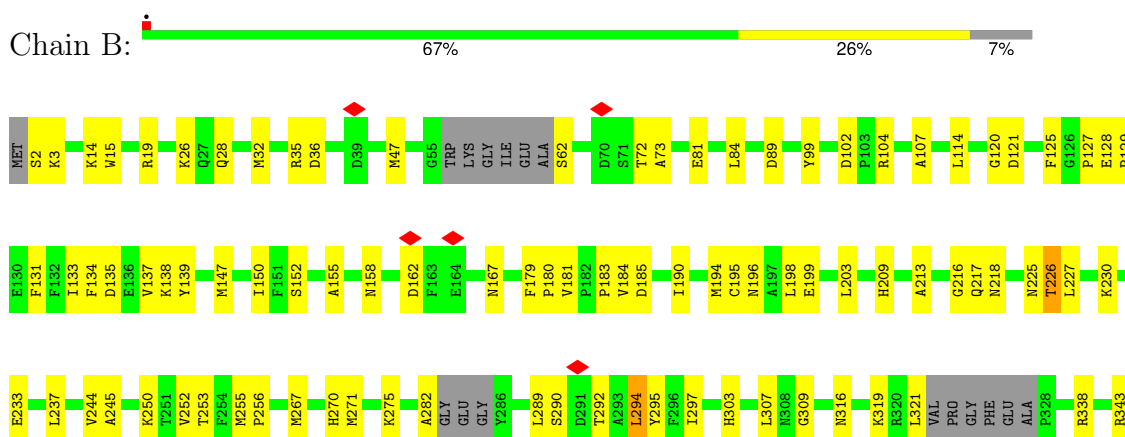 Chain B:
67% 26% 7%
MET S2 K3 K14 W15 R19 K26 Q27 Q28 M32 R35 D36 D39 M47 G55 TRP LYS GLY ILE GLU ALA S62 D70 S71 T72 A73 E81 L84 D89 Y99 D102 P103 R104 A107 L114 G120 D121 F125 G126 P127 E128
E130 F131 F132 I133 F134 D135 E136 V137 K138 Y139 M147 I150 F151 S152 A155 N158 D162 F163 E164 N167 F179 P180 V181 P182 P183 V184 D185 I190 M194 C195 N196 A197 L198 E199 L203 H209 A213 G216 Q217 N218 N225 T226 L227 K230
E233 L237 V244 A245 K250 T251 V252 T253 F254 M255 P256 M267 H270 M271 K275 A282 GLY GLU GLY Y286 L289 S290 D291 T292 A293 L294 Y295 F296 I297 H303 L307 N308 G309 N316 K319 R320 L321 VAL PRO GLY PHE GLU ALA P328 R338 R343